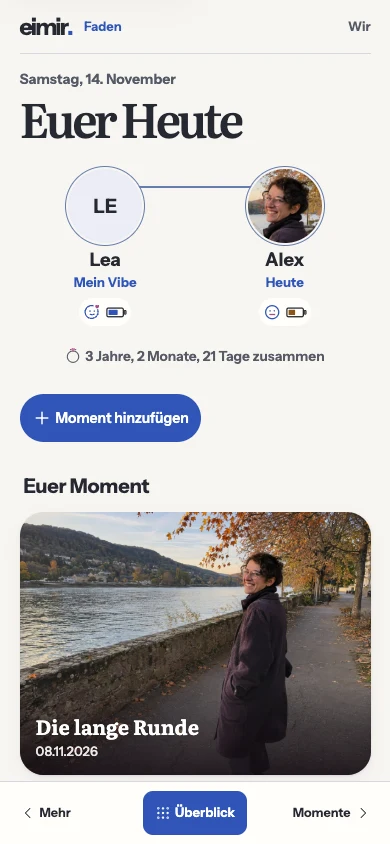 eimir. Faden Wir
Samstag, 14. November
Euer Heute
LE
Lea Alex
Mein Vibe Heute
3 Jahre, 2 Monate, 21 Tage zusammen
Moment hinzufügen
Euer Moment
Die lange Runde
08.11.2026
Mehr Überblick Momente